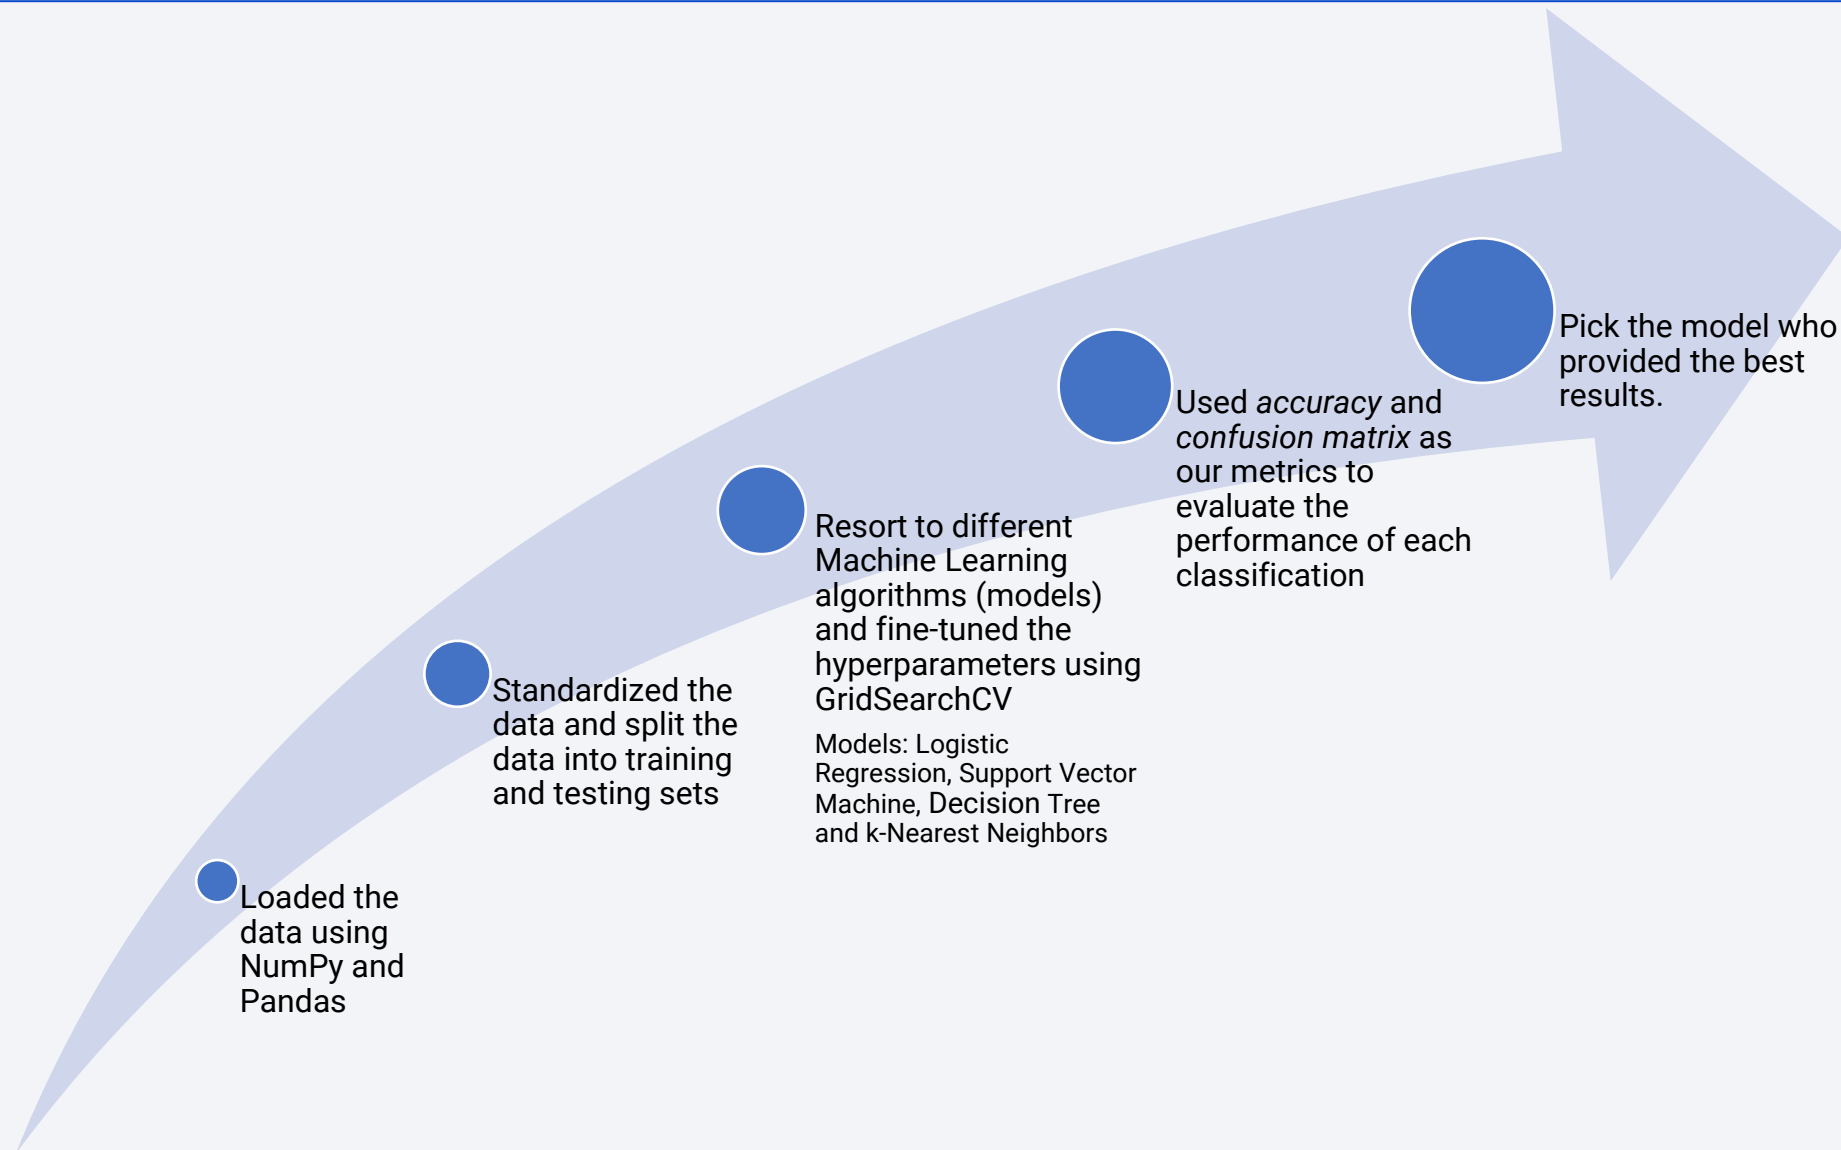 Loaded the
data using
NumPy and
Pandas
Standardized the
data and split the
data into training
and testing sets
Resort to different
Machine Learning
algorithms (models)
and fine-tuned the
hyperparameters using
GridSearchCV
Models: Logistic
Regression, Support Vector
Machine, Decision Tree
and k-Nearest Neighbors
Used accuracy and
confusion matrix as
our metrics to
evaluate the
performance of each
classification
Pick the model who
provided the best
results.